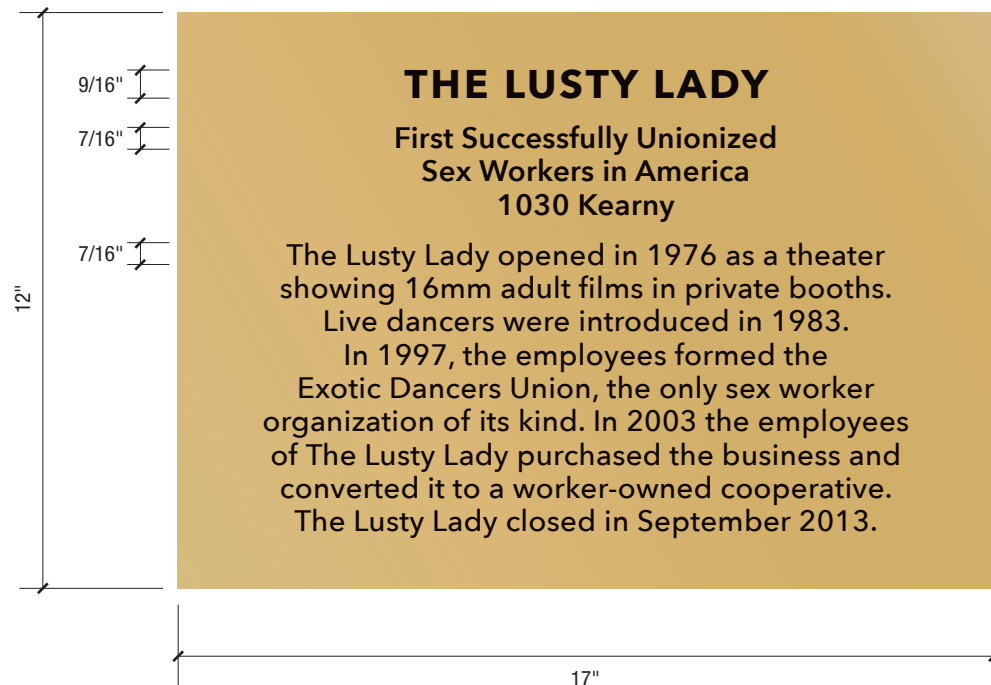 9/16"
7/16"
7/16"
12"
THE LUSTY LADY
First Successfully Unionized
Sex Workers in America
1030 Kearny
The Lusty Lady opened in 1976 as a theater
showing 16mm adult films in private booths.
Live dancers were introduced in 1983.
In 1997, the employees formed the
Exotic Dancers Union, the only sex worker
organization of its kind. In 2003 the employees
of The Lusty Lady purchased the business and
converted it to a worker-owned cooperative.
The Lusty Lady closed in September 2013.
17"